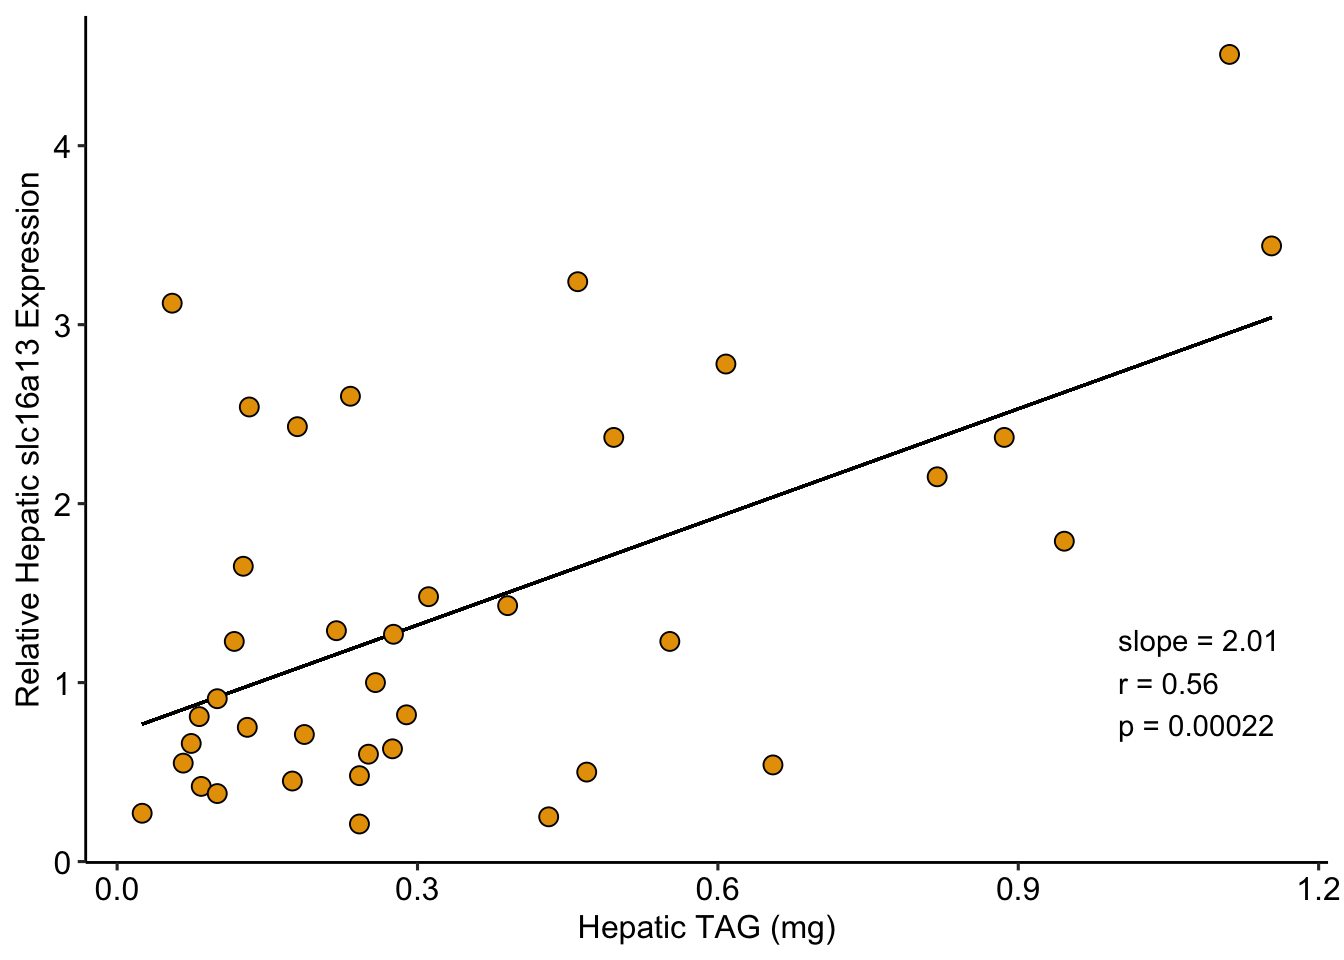 4
3
2
1
0
Relative Hepatic slc16a13 Expression
slope = 2.01
r = 0.56
p = 0.00022
0.0 0.3 0.6 0.9 1.2
Hepatic TAG (mg)